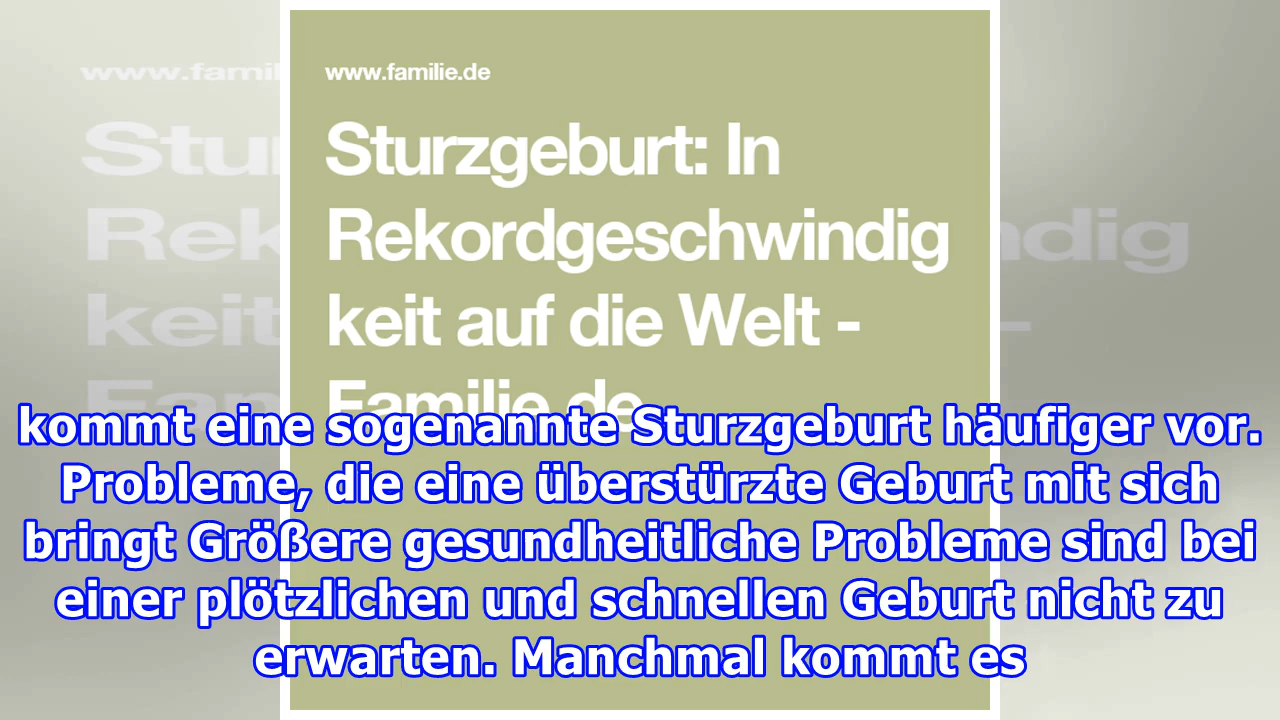 www.familie.de
Sturzgeburt: In
Rekordgeschwindig
keit auf die Welt -
Familie.de
kommt eine sogenannte Sturzgeburt häufiger vor.
Probleme, die eine überstürzte Geburt mit sich
bringt Größere gesundheitliche Probleme sind bei
einer plötzlichen und schnellen Geburt nicht zu
erwarten. Manchmal kommt es